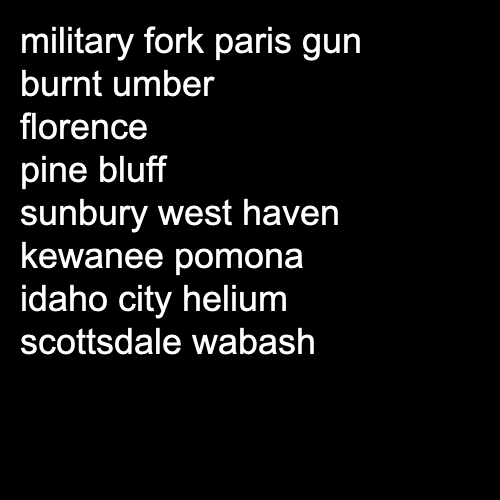 military fork paris gun
burnt umber
florence
pine bluff
sunbury west haven
kewanee pomona
idaho city helium
scottsdale wabash